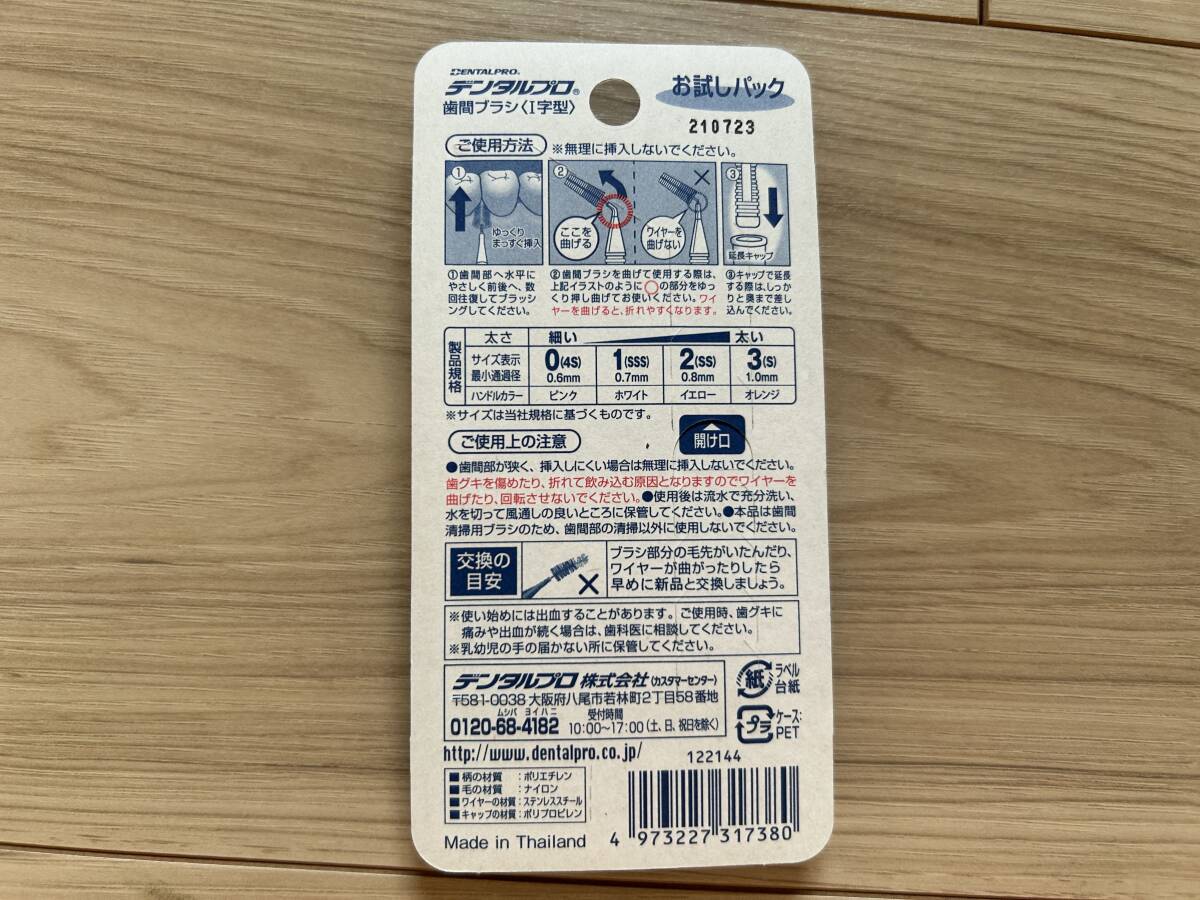 DENTALPRO®
デンタルプロ®
歯間ブラシ〈I字型〉
お試しパック
210723
ご使用方法 ※無理に挿入しないでください。
①
ゆっくり
まっすぐ挿入
②
ここを
曲げる
ワイヤーを
曲げない
③
延長キャップ
①歯間部へ水平に
やさしく前後へ、数
回往復してブラッシ
ングしてください。
②歯間ブラシを曲げて使用する際は、
上記イラストのように○の部分をゆっ
くり押し曲げてお使いください。ワイ
ヤーを曲げると、折れやすくなります。
③キャップで延長
する際は、しっか
りと奥まで差し
込んでください。
製品規格
太さ 細い 太い
サイズ表示 0(4S) 1(SSS) 2(SS) 3(S)
最小通過径 0.6mm 0.7mm 0.8mm 1.0mm
ハンドルカラー ピンク ホワイト イエロー オレンジ
※サイズは当社規格に基づくものです。
ご使用上の注意
開け口
●歯間部が狭く、挿入しにくい場合は無理に挿入しないでください。
歯グキを傷めたり、折れて飲み込む原因となりますのでワイヤーを
曲げたり、回転させないでください。●使用後は流水で充分洗い、
水を切って風通しの良いところに保管してください。●本品は歯間
清掃用ブラシのため、歯間部の清掃以外に使用しないでください。
交換の
目安
ブラシ部分の毛先がいたんだり、
ワイヤーが曲がったりしたら
早めに新品と交換しましょう。
※使い始めには出血することがあります。ご使用時、歯グキに
痛みや出血が続く場合は、歯科医に相談してください。
※乳幼児の手の届かない所に保管してください。
デンタルプロ株式会社(カスタマーセンター)
〒581-0038 大阪府八尾市若林町2丁目58番地
ムシバ ヨイハニ
0120-68-4182 受付時間 10:00〜17:00(土、日、祝日を除く)
紙 ラベル
台紙
プラ ケース:
PET
http://www.dentalpro.co.jp/
122144
■柄の材質 :ポリエチレン
■毛の材質 :ナイロン
■ワイヤーの材質:ステンレススチール
■キャップの材質:ポリプロピレン
Made in Thailand
4 973227 317380